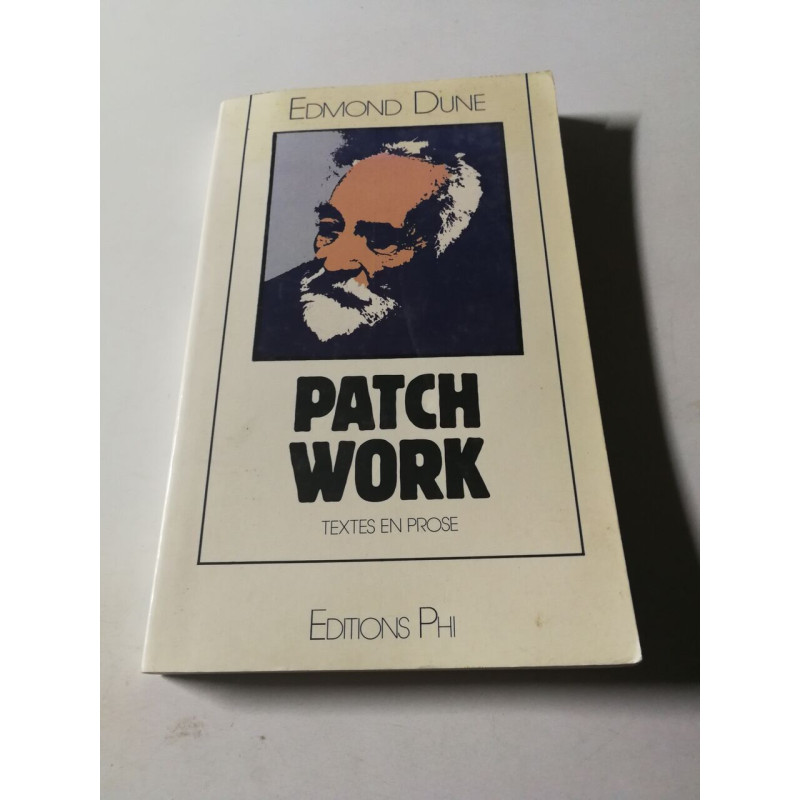 EDMOND DUNE
PATCH
WORK
TEXTES EN PROSE
EDITIONS PHI